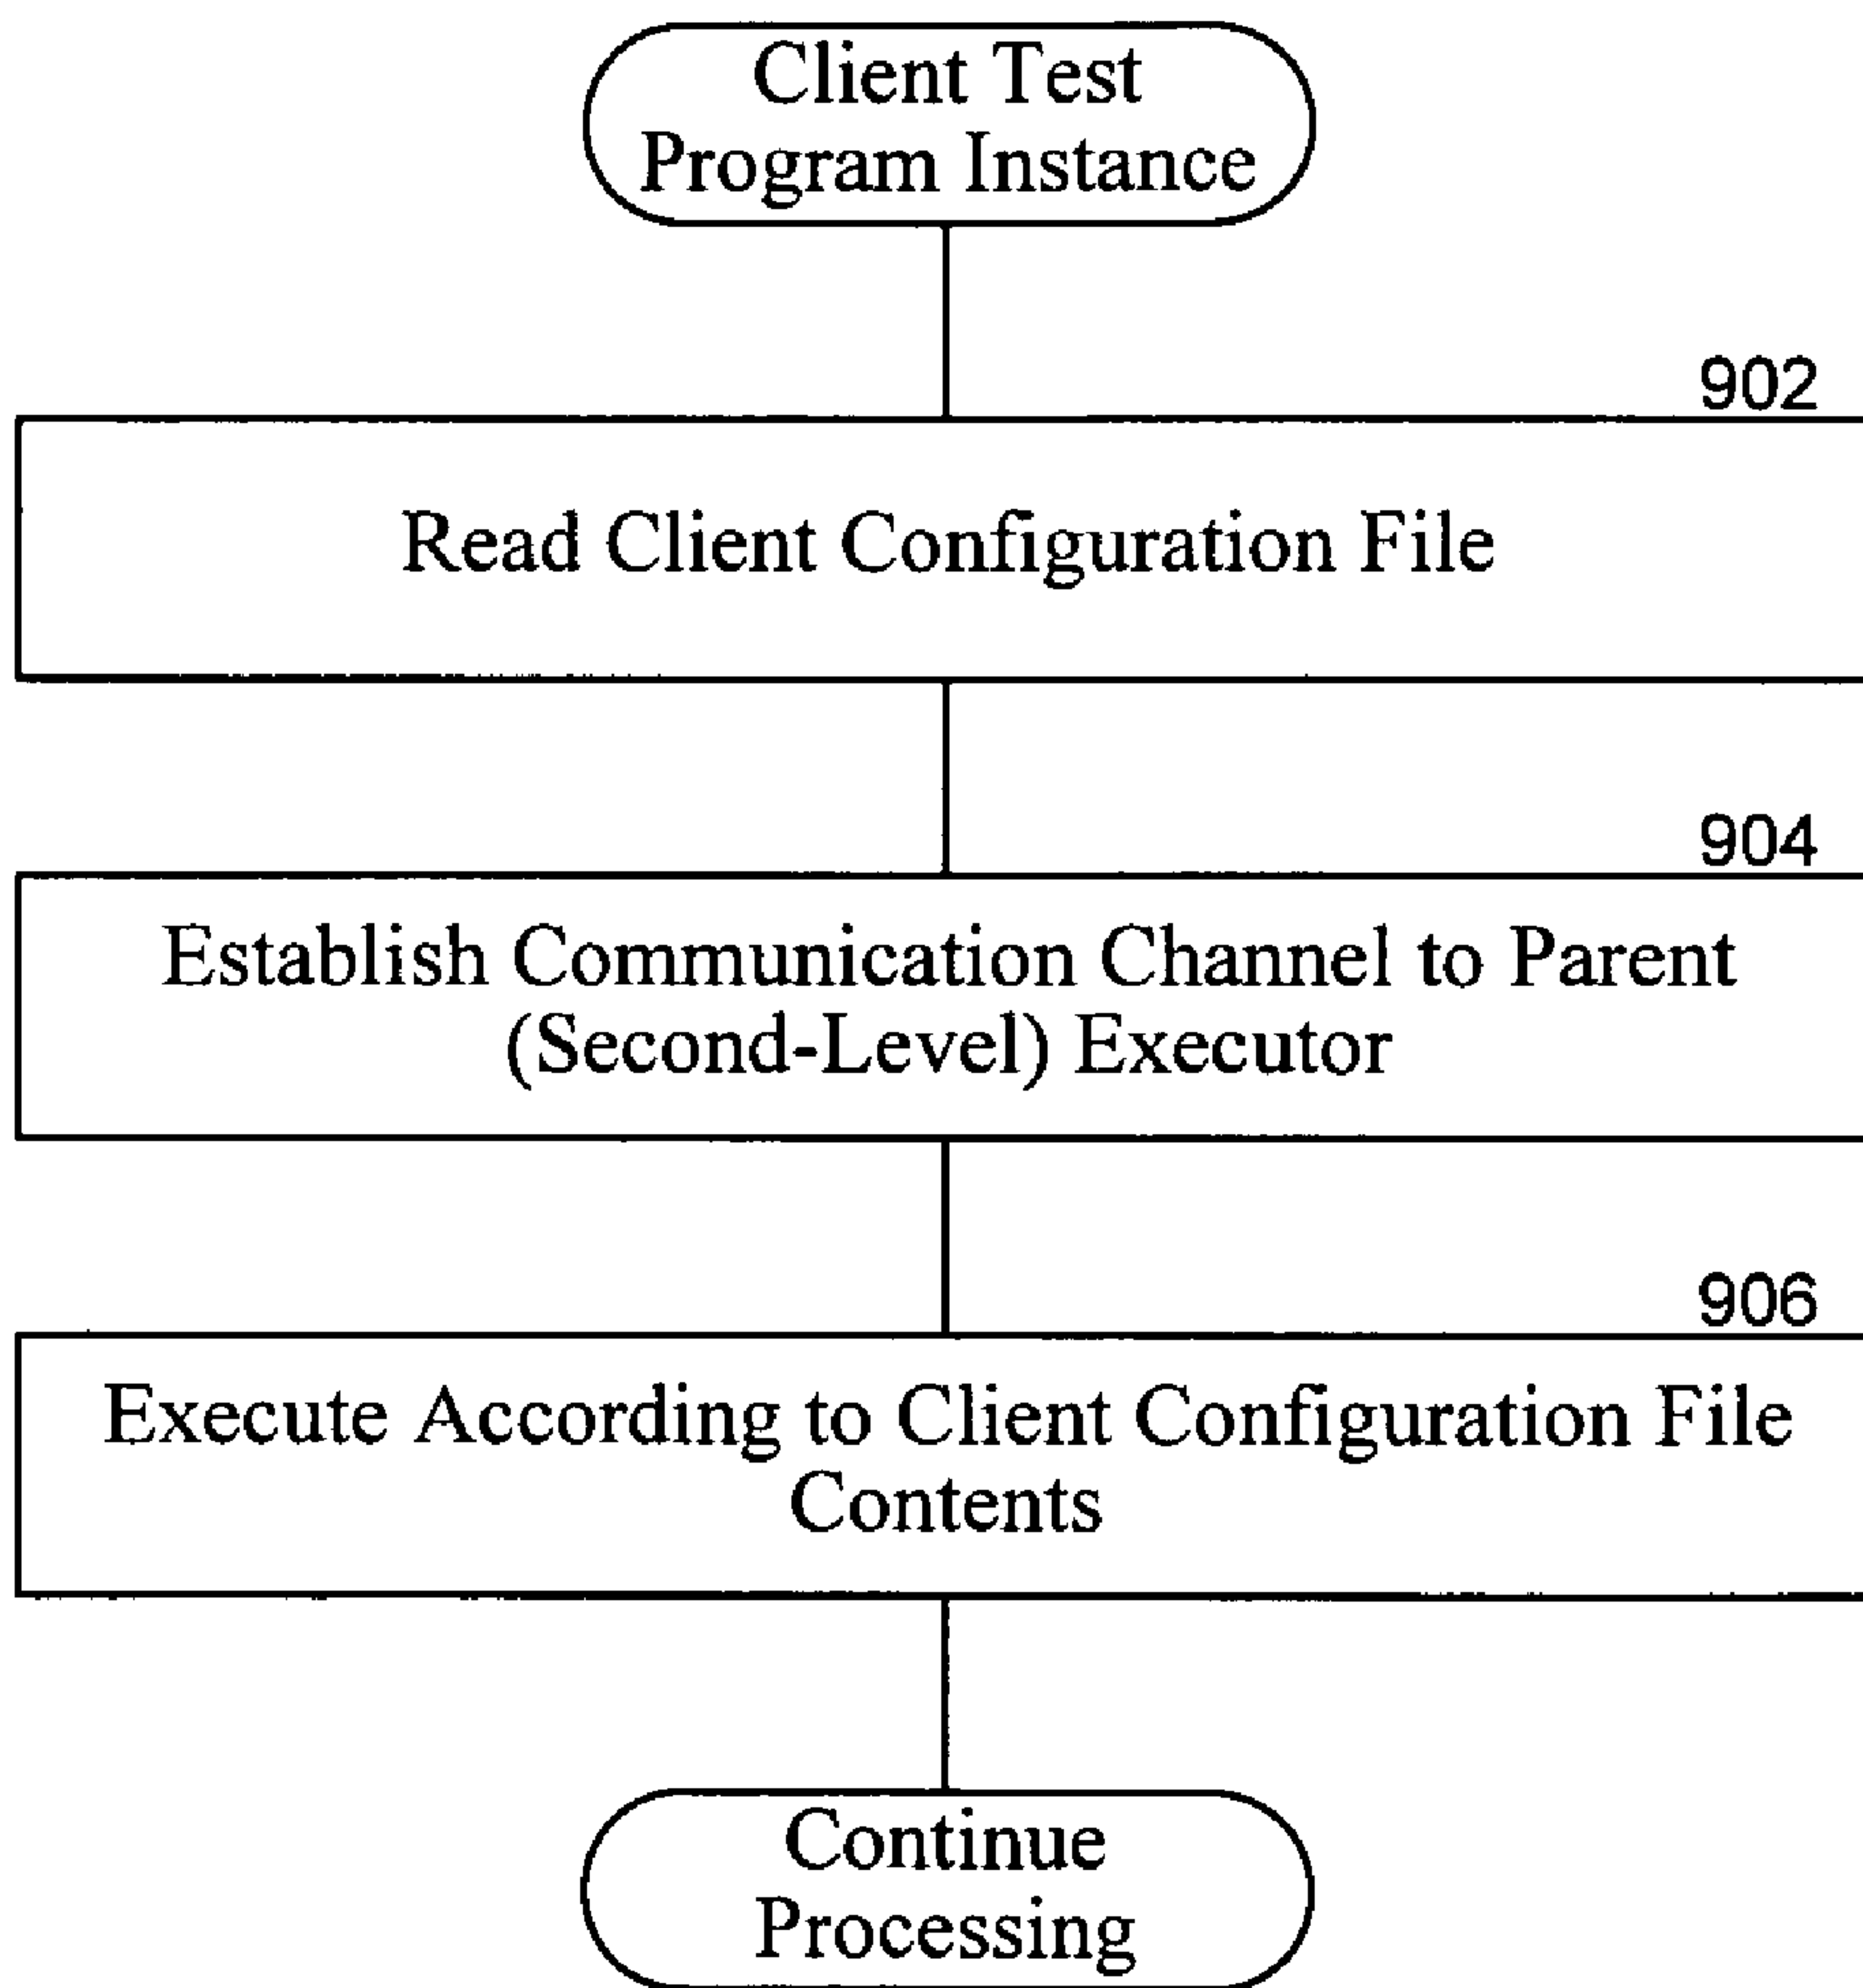 Client Test
Program Instance
902
Read Client Configuration File
904
Establish Communication Channel to Parent
(Second-Level) Executor
906
Execute According to Client Configuration File
Contents
Continue
Processing